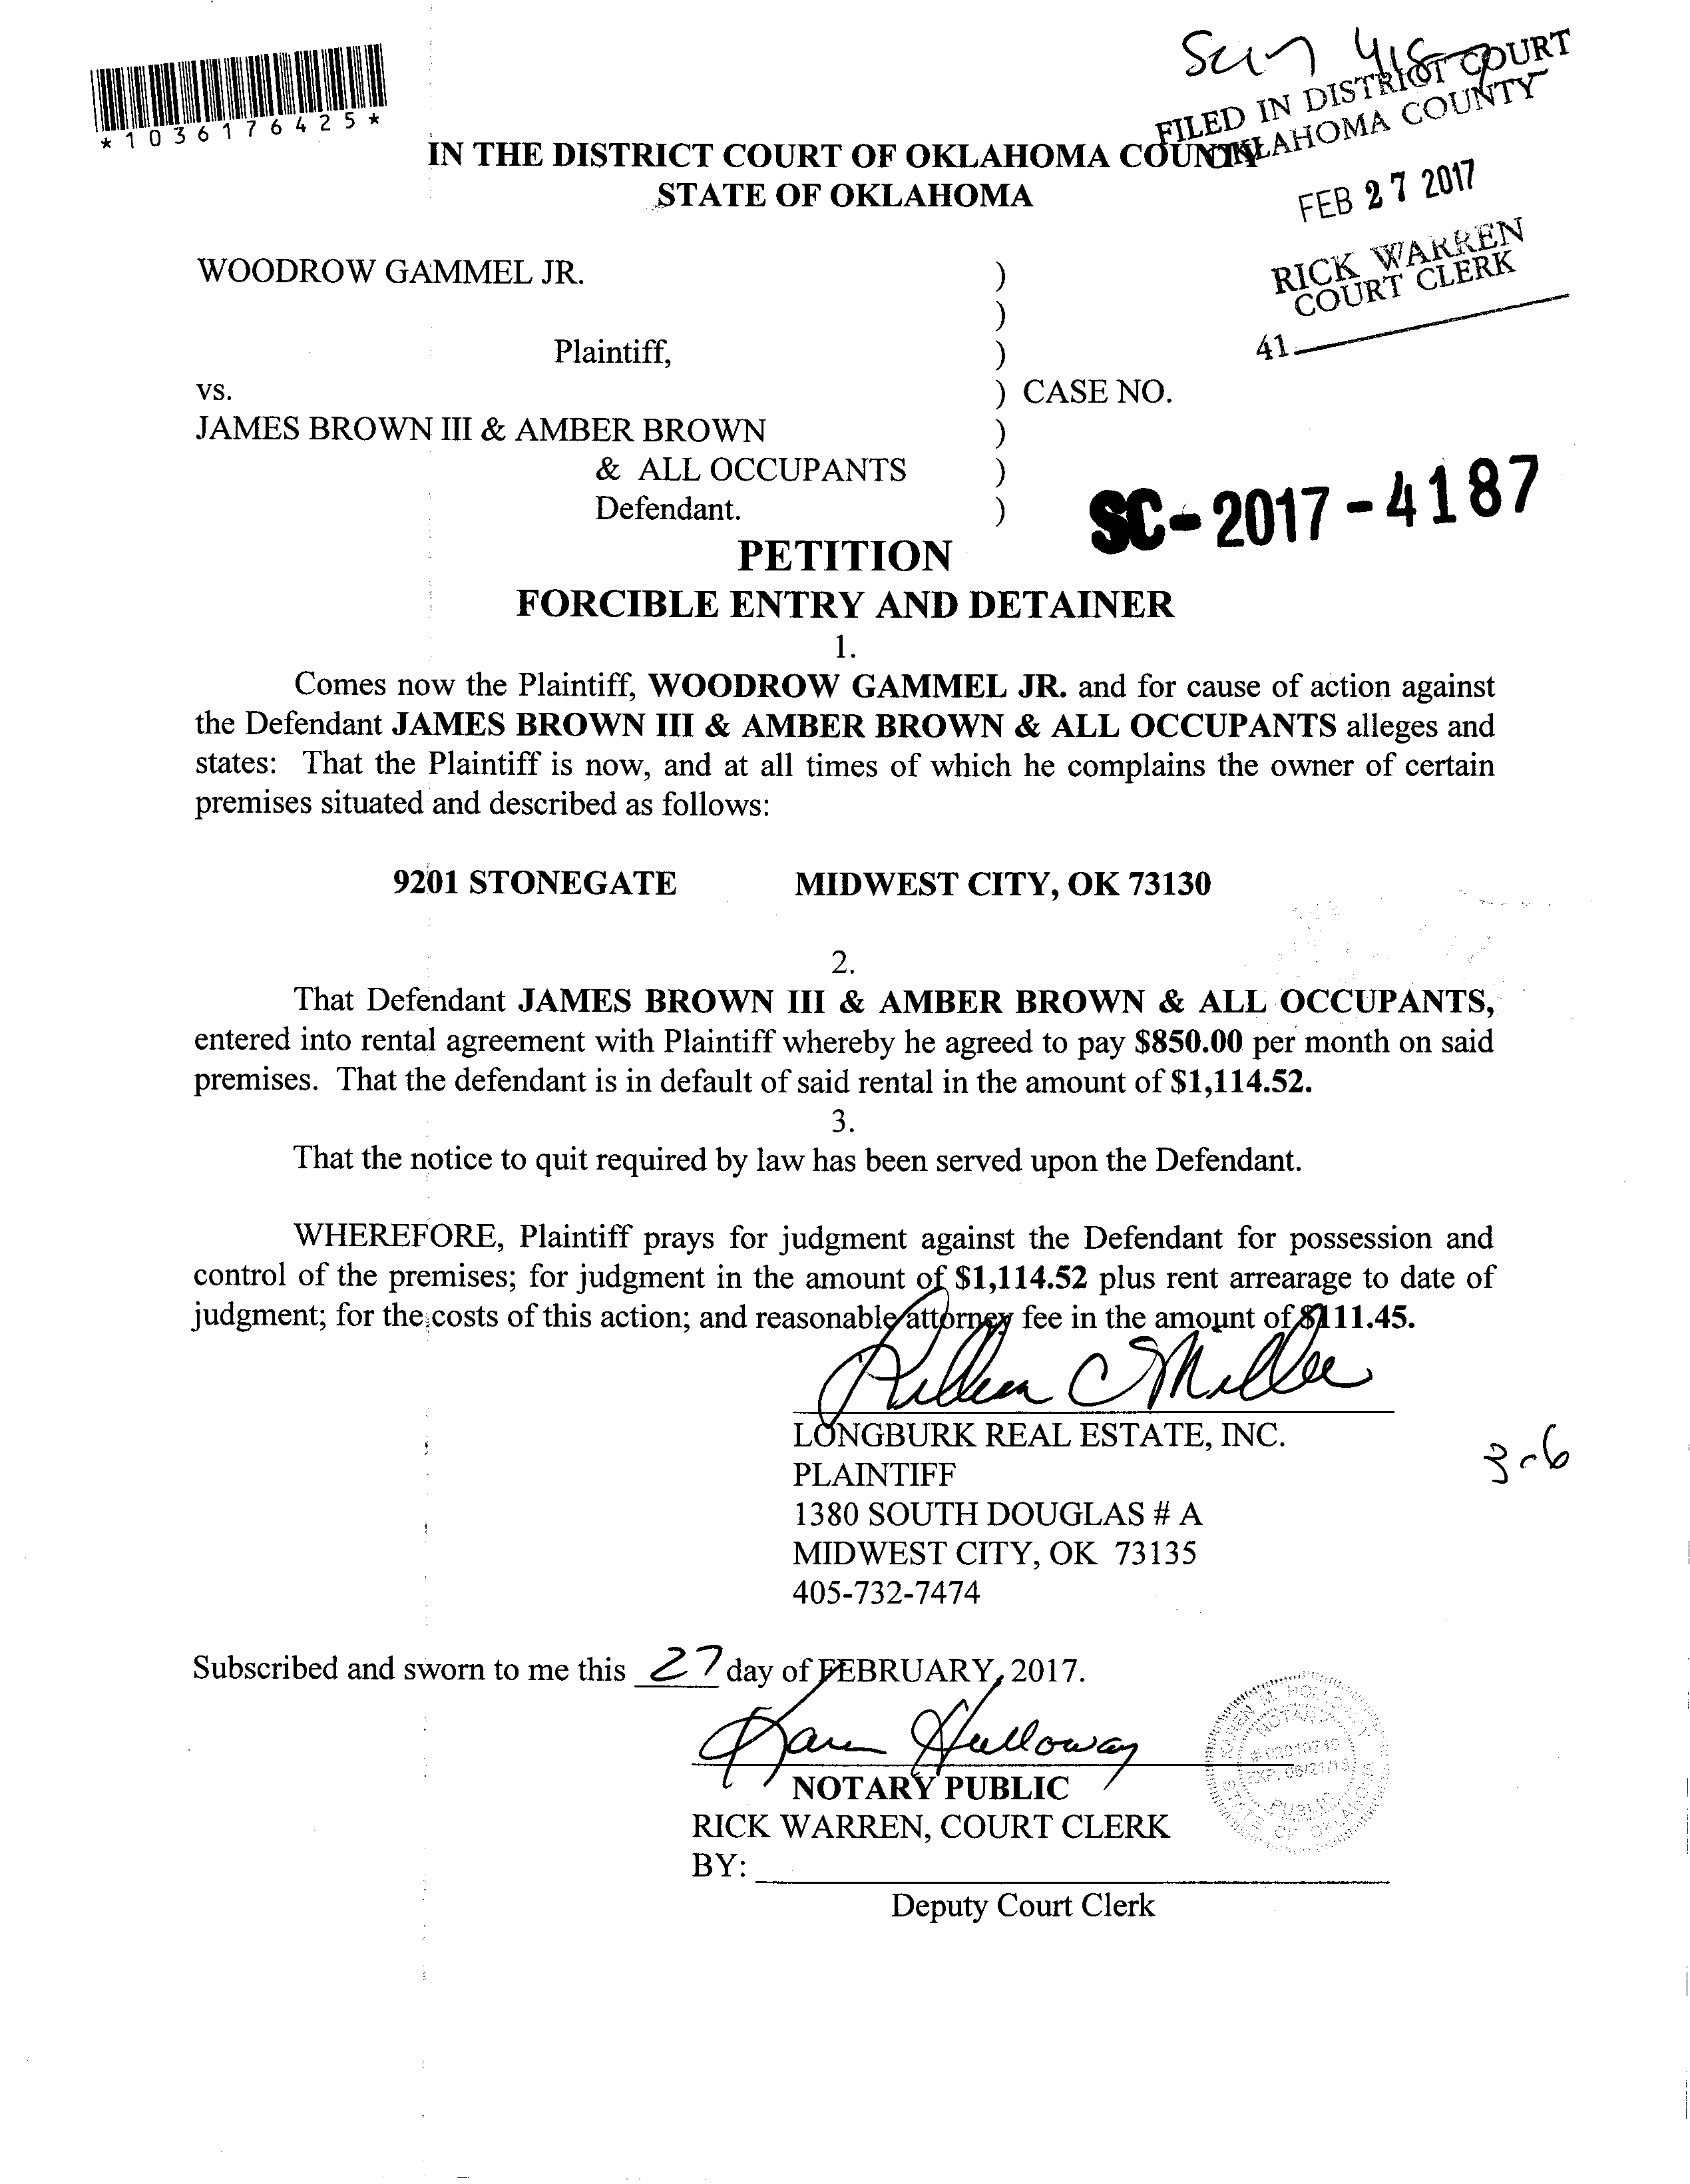 *1036176425*
FILED IN DISTRICT COURT
OKLAHOMA COUNTY
IN THE DISTRICT COURT OF OKLAHOMA COUNTY
STATE OF OKLAHOMA
FEB 27 2017
RICK WARREN
COURT CLERK
41
WOODROW GAMMEL JR. )
)
Plaintiff, )
vs. ) CASE NO.
JAMES BROWN III & AMBER BROWN )
& ALL OCCUPANTS )
Defendant. )
SC-2017-4187
PETITION
FORCIBLE ENTRY AND DETAINER
1.
Comes now the Plaintiff, WOODROW GAMMEL JR. and for cause of action against
the Defendant JAMES BROWN III & AMBER BROWN & ALL OCCUPANTS alleges and
states: That the Plaintiff is now, and at all times of which he complains the owner of certain
premises situated and described as follows:
9201 STONEGATE MIDWEST CITY, OK 73130
2.
That Defendant JAMES BROWN III & AMBER BROWN & ALL OCCUPANTS,
entered into rental agreement with Plaintiff whereby he agreed to pay $850.00 per month on said
premises. That the defendant is in default of said rental in the amount of $1,114.52.
3.
That the notice to quit required by law has been served upon the Defendant.
WHEREFORE, Plaintiff prays for judgment against the Defendant for possession and
control of the premises; for judgment in the amount of $1,114.52 plus rent arrearage to date of
judgment; for the costs of this action; and reasonable attorney fee in the amount of $111.45.
LONGBURK REAL ESTATE, INC.
3-6
PLAINTIFF
1380 SOUTH DOUGLAS # A
MIDWEST CITY, OK 73135
405-732-7474
Subscribed and sworn to me this 27 day of FEBRUARY, 2017.
Karen Holloway
NOTARY PUBLIC
RICK WARREN, COURT CLERK
BY:
Deputy Court Clerk
KAREN M. HOLLOWAY
NOTARY
EXP. 06/21/18
PUBLIC
STATE OF OKLAHOMA